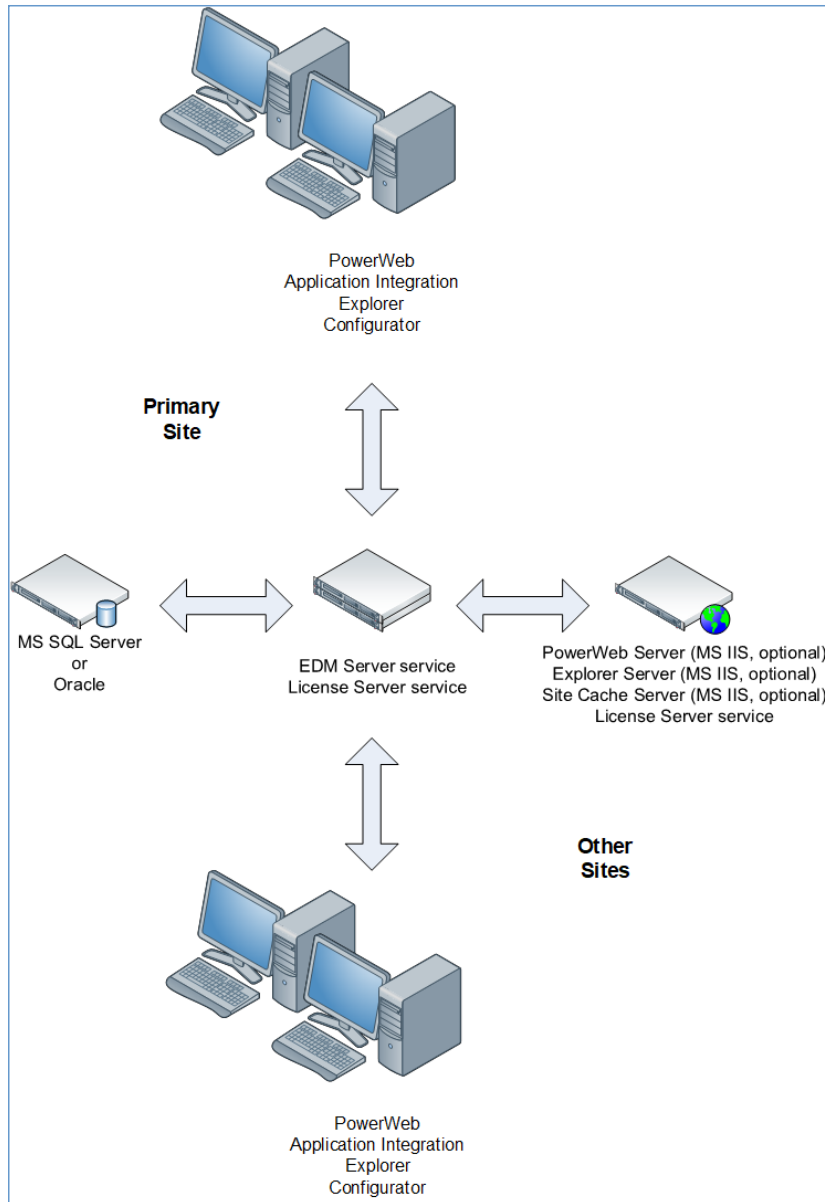 PowerWeb
Application Integration
Explorer
Configurator
Primary
Site
MS SQL Server
or
Oracle
EDM Server service
License Server service
PowerWeb Server (MS IIS, optional)
Explorer Server (MS IIS, optional)
Site Cache Server (MS IIS, optional)
License Server service
Other
Sites
PowerWeb
Application Integration
Explorer
Configurator